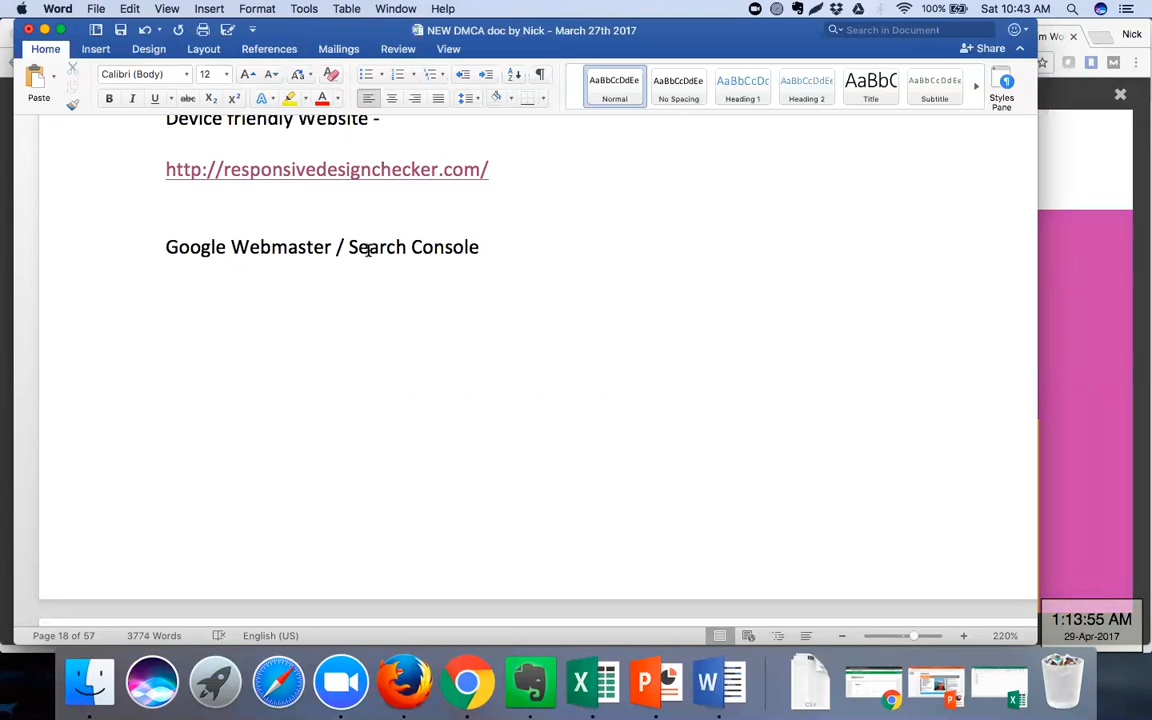 Word File Edit View Insert Format Tools Table Window Help 100% Sat 10:43 AM
NEW DMCA doc by Nick - March 27th 2017
Search in Document
Nick
Home Insert Design Layout References Mailings Review View Share
Paste
Calibri (Body) 12
AaBbCcDdEe AaBbCcDdEe AaBbCcDc AaBbCcDdEe AaBbC AaBbCcDdEe
Normal No Spacing Heading 1 Heading 2 Title Subtitle
Styles Pane
Device friendly Website -
http://responsivedesignchecker.com/
Google Webmaster / Search Console
Page 18 of 57 3774 Words English (US) 220%
1:13:55 AM
29-Apr-2017